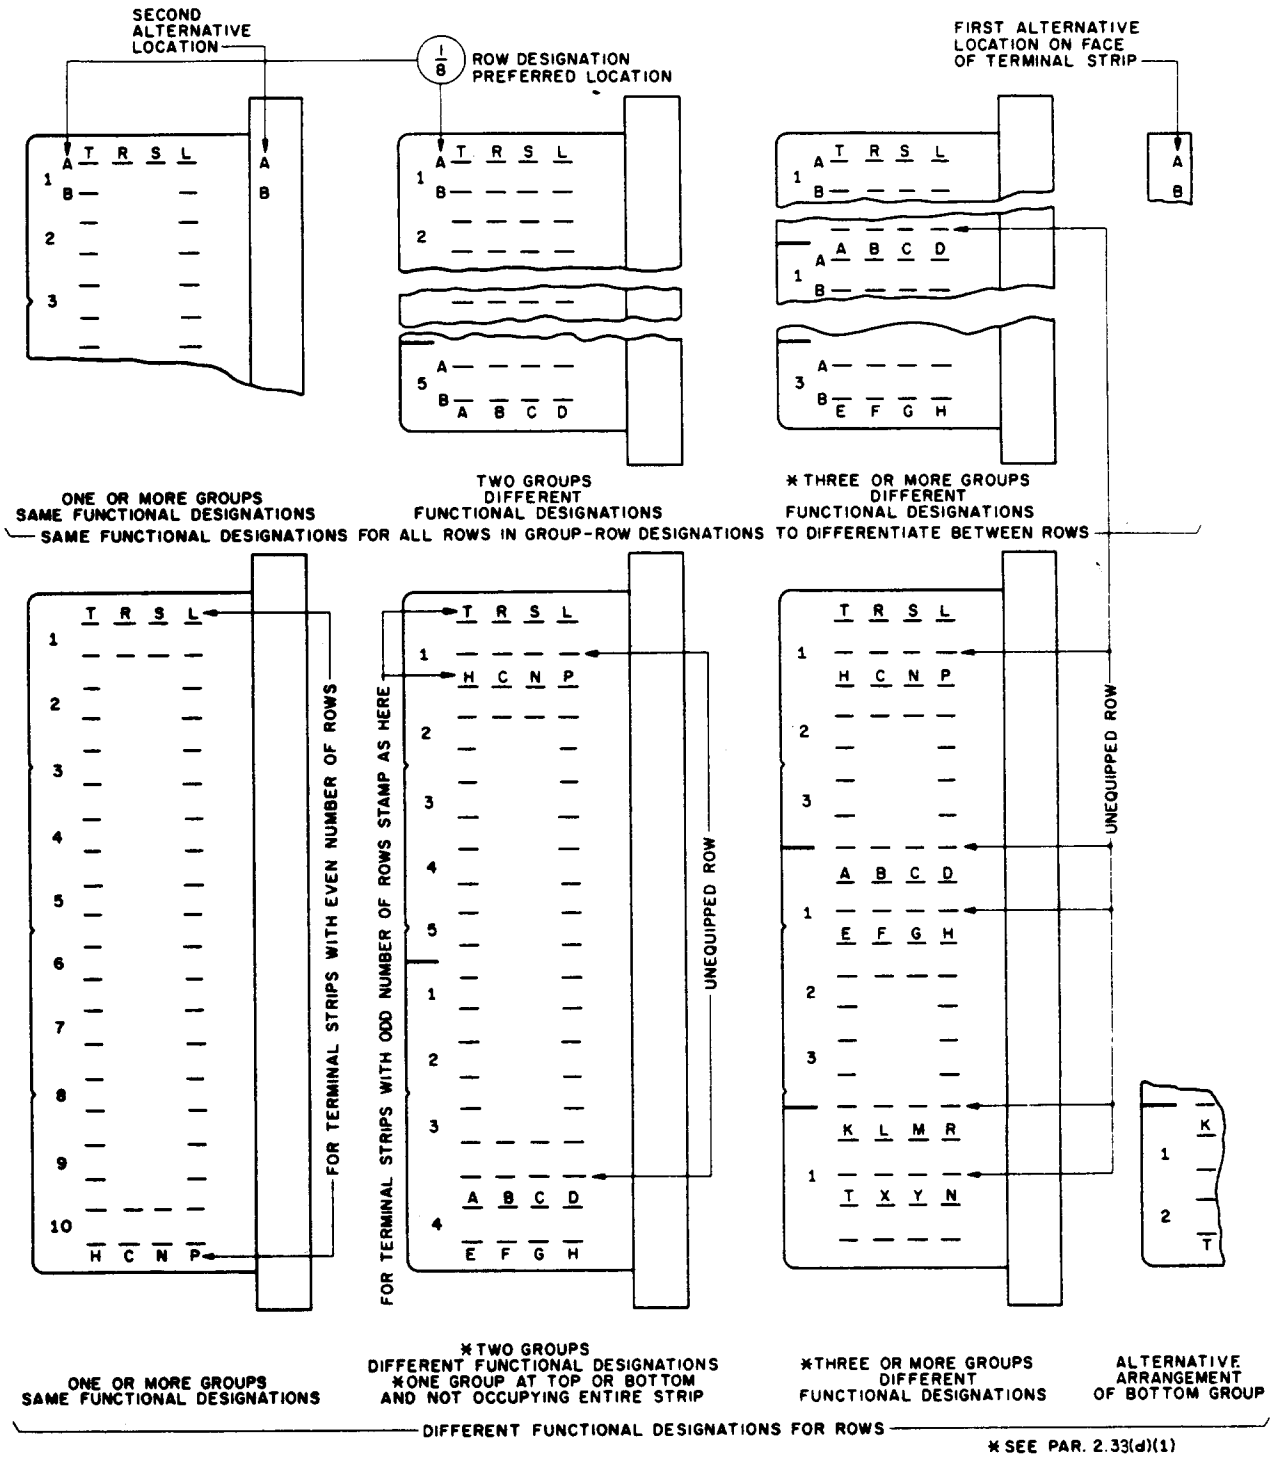 SECOND
ALTERNATIVE
LOCATION
1/8
ROW DESIGNATION
PREFERRED LOCATION
FIRST ALTERNATIVE
LOCATION ON FACE
OF TERMINAL STRIP
T R S L
A
1
B
2
3
A
B
T R S L
A
1
B
2
A
5
B
A B C D
T R S L
A
1
B
A B C D
A
1
B
A
3
B
E F G H
A
B
ONE OR MORE GROUPS
SAME FUNCTIONAL DESIGNATIONS
TWO GROUPS
DIFFERENT
FUNCTIONAL DESIGNATIONS
* THREE OR MORE GROUPS
DIFFERENT
FUNCTIONAL DESIGNATIONS
SAME FUNCTIONAL DESIGNATIONS FOR ALL ROWS IN GROUP-ROW DESIGNATIONS TO DIFFERENTIATE BETWEEN ROWS
T R S L
1
2
3
4
5
6
7
8
9
10
H C N P
FOR TERMINAL STRIPS WITH EVEN NUMBER OF ROWS
FOR TERMINAL STRIPS WITH ODD NUMBER OF ROWS STAMP AS HERE
T R S L
1
H C N P
2
3
4
5
1
2
3
A B C D
4
E F G H
UNEQUIPPED ROW
T R S L
1
H C N P
2
3
A B C D
1
E F G H
2
3
K L M R
1
T X Y N
UNEQUIPPED ROW
K
1
2
T
ONE OR MORE GROUPS
SAME FUNCTIONAL DESIGNATIONS
* TWO GROUPS
DIFFERENT FUNCTIONAL DESIGNATIONS
* ONE GROUP AT TOP OR BOTTOM
AND NOT OCCUPYING ENTIRE STRIP
* THREE OR MORE GROUPS
DIFFERENT
FUNCTIONAL DESIGNATIONS
ALTERNATIVE
ARRANGEMENT
OF BOTTOM GROUP
DIFFERENT FUNCTIONAL DESIGNATIONS FOR ROWS
* SEE PAR. 2.33(d)(1)